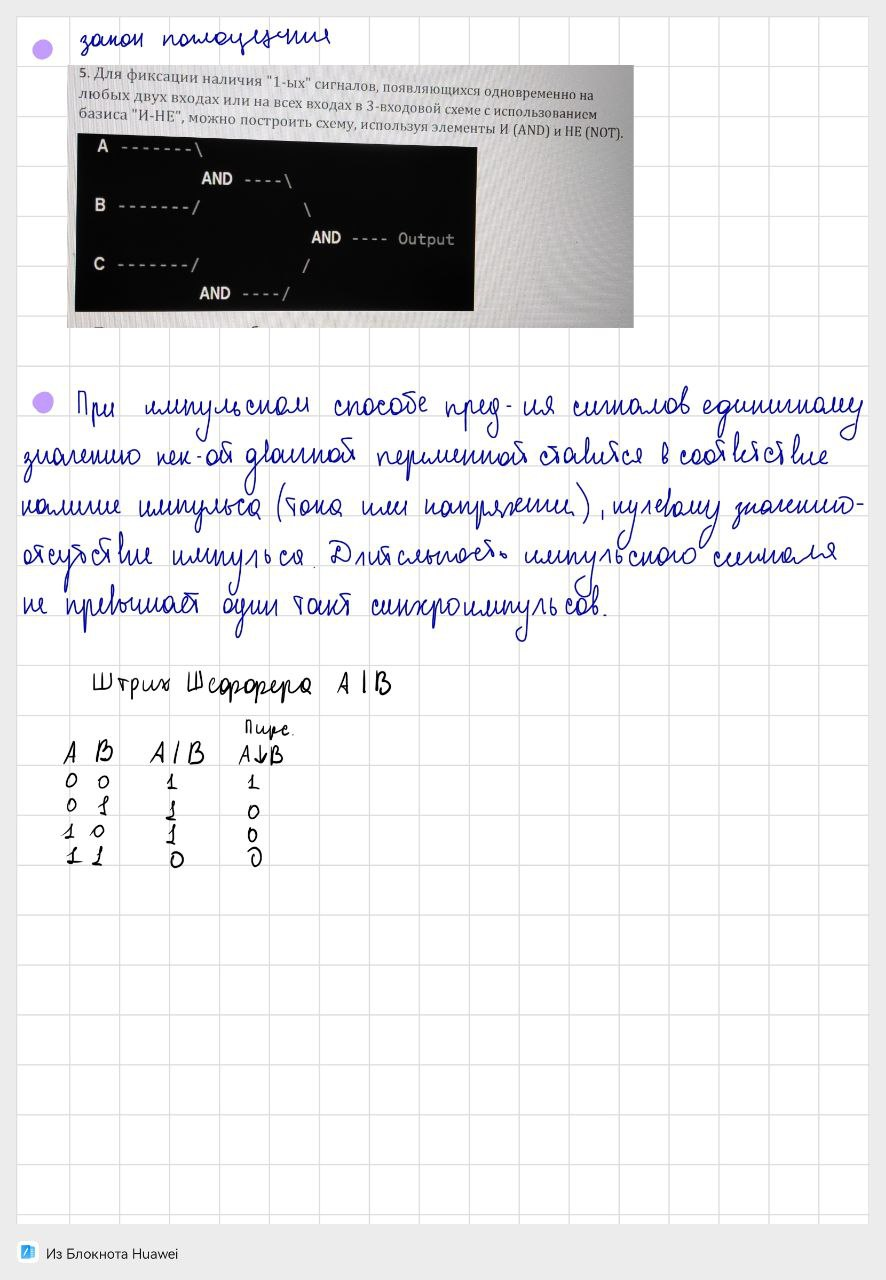 закон поглощения
5. Для фиксации наличия "1-ых" сигналов, появляющихся одновременно на
любых двух входах или на всех входах в 3-входовой схеме с использованием
базиса "И-НЕ", можно построить схему, используя элементы И (AND) и НЕ (NOT).
A -------\
AND ----\
B -------/ \
AND ---- Output
C -------/ /
AND ----/
При импульсном способе пред-ия сигналов единичному
значению нек-ой двоичной переменной ставится в соответствие
наличие импульса (тока или напряжения), нулевому значению-
отсутствие импульса. Длительность импульсного сигнала
не превышает один такт синхроимпульсов.
Штрих Шеффера A | B
Пирс.
A B A | B A↓B
0 0 1 1
0 1 1 0
1 0 1 0
1 1 0 0
Из Блокнота Huawei